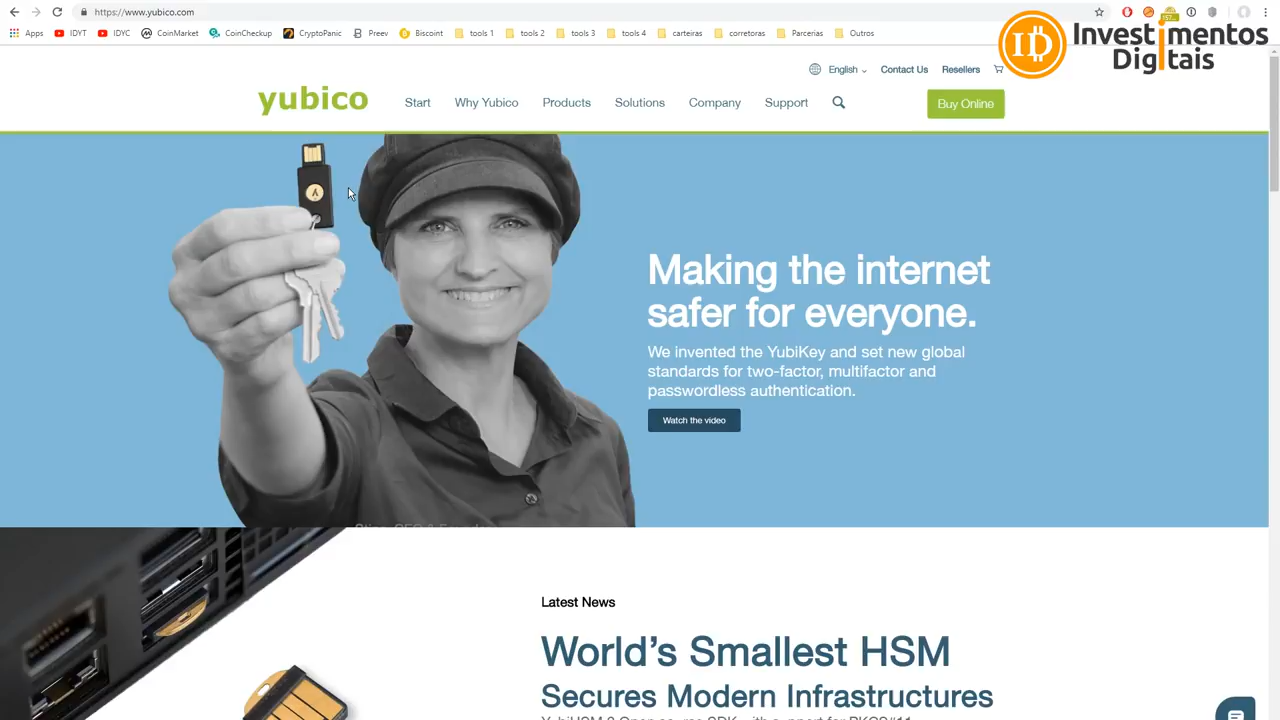 https://www.yubico.com
Apps
IDYT
IDYC
CoinMarket
CoinCheckup
CryptoPanic
Preev
Biscoint
tools 1
tools 2
tools 3
tools 4
carteiras
corretoras
Parcerias
Outros
ID
Investimentos
Digitais
English
Contact Us
Resellers
yubico
Start
Why Yubico
Products
Solutions
Company
Support
Buy Online
Making the internet
safer for everyone.
We invented the YubiKey and set new global
standards for two-factor, multifactor and
passwordless authentication.
Watch the video
Latest News
World's Smallest HSM
Secures Modern Infrastructures